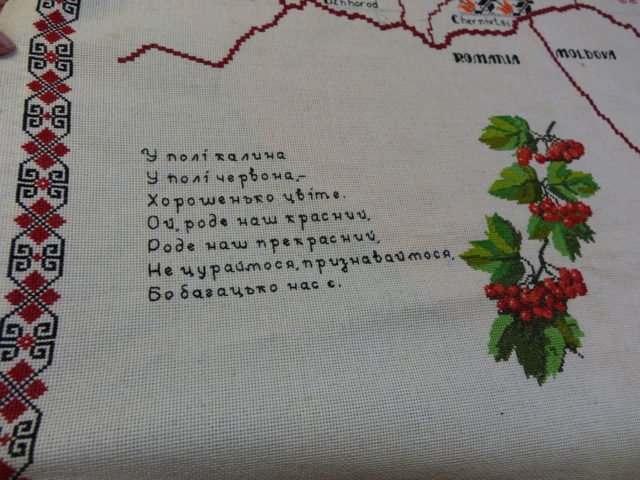 Uzhhorod
Chernivtsi
ROMANIA
MOLDOVA
У полі калина
У полі червона,-
Хорошенько цвіте.
Ой, роде наш красний,
Роде наш прекрасний,
Не цураймося, признаваймося,
Бо багацько нас є.